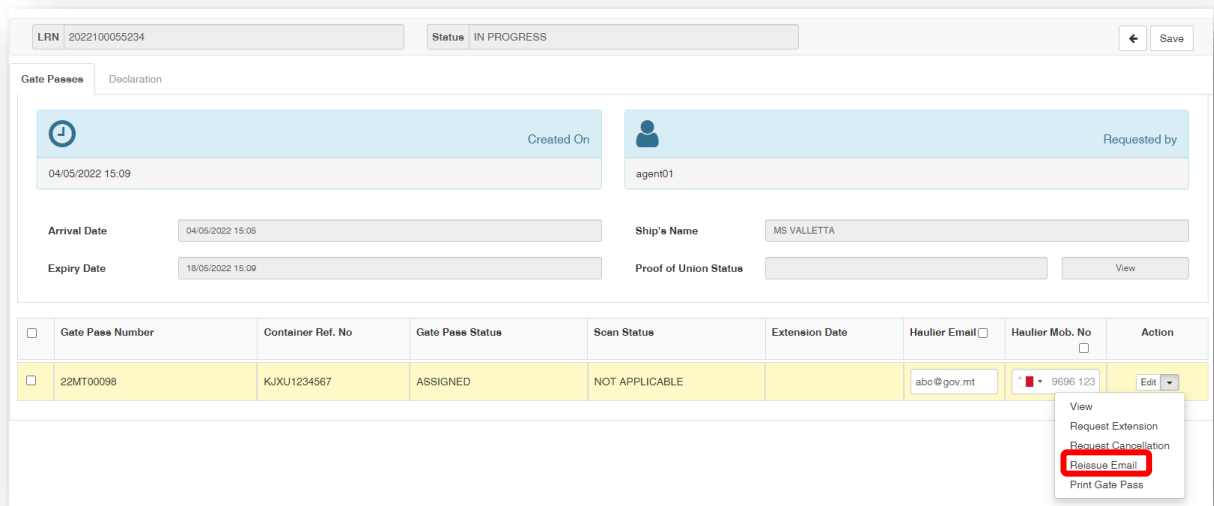 LRN 2022100055234 Status IN PROGRESS Save
Gate Passes Declaration
Created On Requested by
04/05/2022 15:09 agent01
Arrival Date 04/05/2022 15:05 Ship's Name MS VALLETTA
Expiry Date 18/05/2022 15:09 Proof of Union Status View
Gate Pass Number Container Ref. No Gate Pass Status Scan Status Extension Date Haulier Email Haulier Mob. No Action
22MT00098 KJXU1234567 ASSIGNED NOT APPLICABLE abc@gov.mt 9696 123 Edit
View
Request Extension
Request Cancellation
Reissue Email
Print Gate Pass